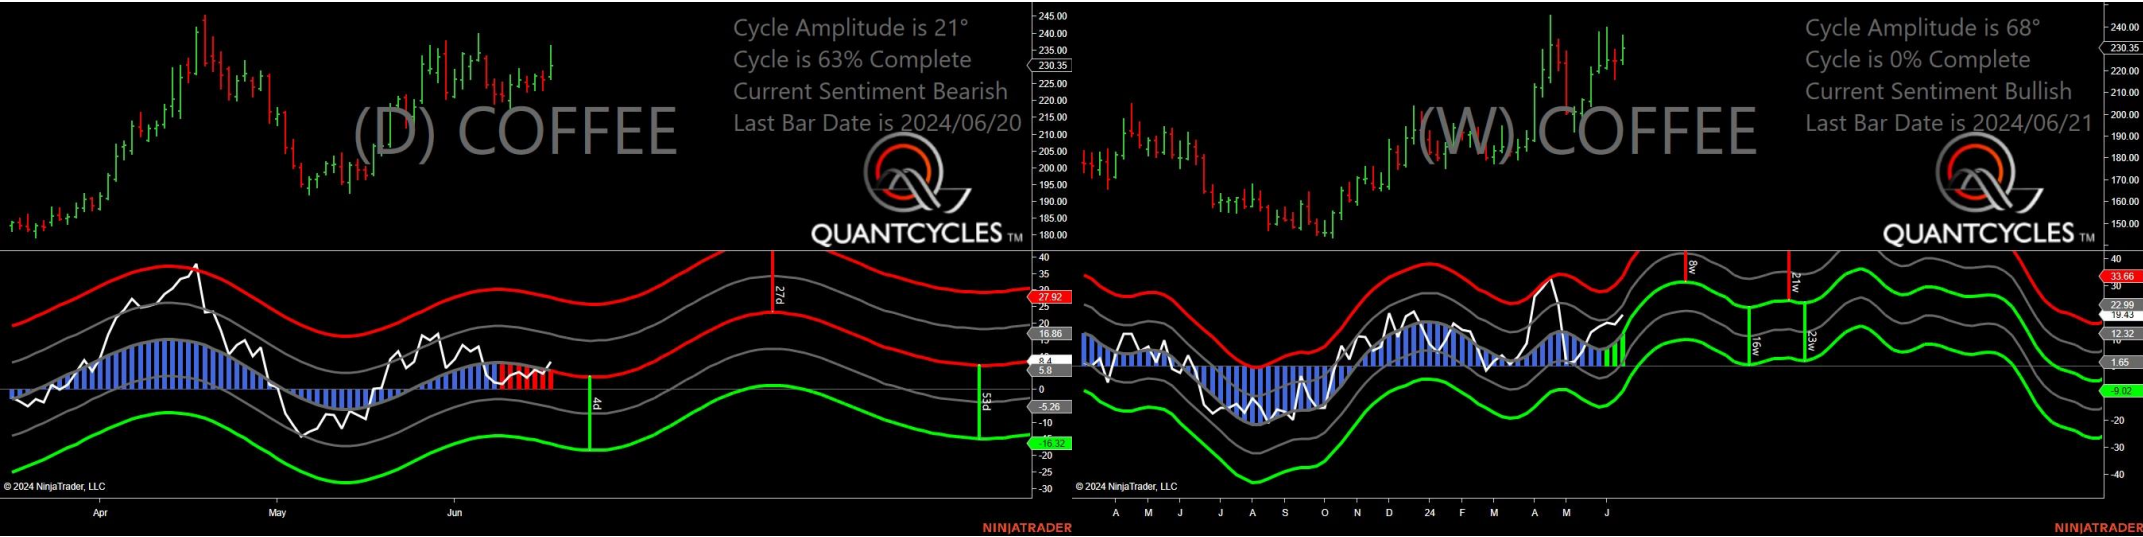 Cycle Amplitude is 21°
Cycle is 63% Complete
Current Sentiment Bearish
Last Bar Date is 2024/06/20
(D) COFFEE
QUANTCYCLES TM
245.00
240.00
235.00
230.35
225.00
220.00
215.00
210.00
205.00
200.00
195.00
190.00
185.00
180.00
40
35
30
27.92
25
20
16.86
15
8.4
5.8
0
-5.26
-10
-15
-16.32
-20
-25
-30
27d
4d
53d
© 2024 NinjaTrader, LLC
Apr May Jun
NINJATRADER
Cycle Amplitude is 68°
Cycle is 0% Complete
Current Sentiment Bullish
Last Bar Date is 2024/06/21
(W) COFFEE
QUANTCYCLES TM
240.00
230.35
220.00
210.00
200.00
190.00
180.00
170.00
160.00
150.00
40
33.66
30
22.99
19.43
12.32
10
1.65
-9.02
-20
-30
-40
8w
21w
16w
23w
© 2024 NinjaTrader, LLC
A M J J A S O N D 24 F M A M J
NINJATRADER